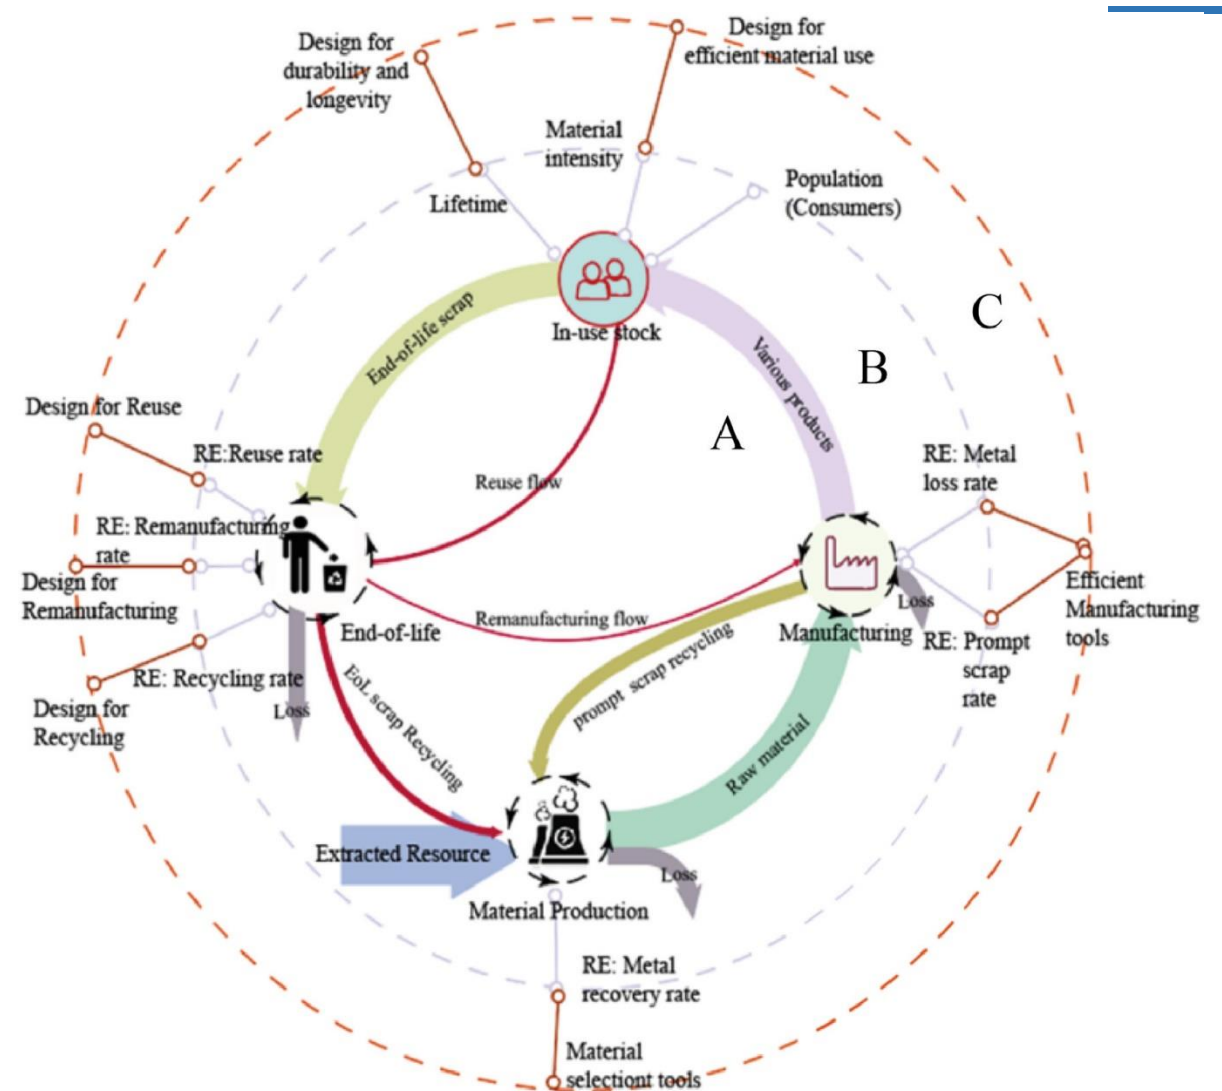 Design for
durability and
longevity
Design for
efficient material use
Material
intensity
Population
(Consumers)
Lifetime
C
In-use stock
End-of-life scrap
Various products
B
A
Design for Reuse
RE:Reuse rate
Reuse flow
RE: Metal
loss rate
RE: Remanufacturing
rate
Design for
Remanufacturing
Efficient
Manufacturing
tools
Loss
Remanufacturing flow
End-of-life
Manufacturing
RE: Prompt
scrap
rate
prompt scrap recycling
RE: Recycling rate
EoL scrap Recycling
Design for
Recycling
Loss
Raw material
Extracted Resource
Loss
Material Production
RE: Metal
recovery rate
Material
selectiont tools